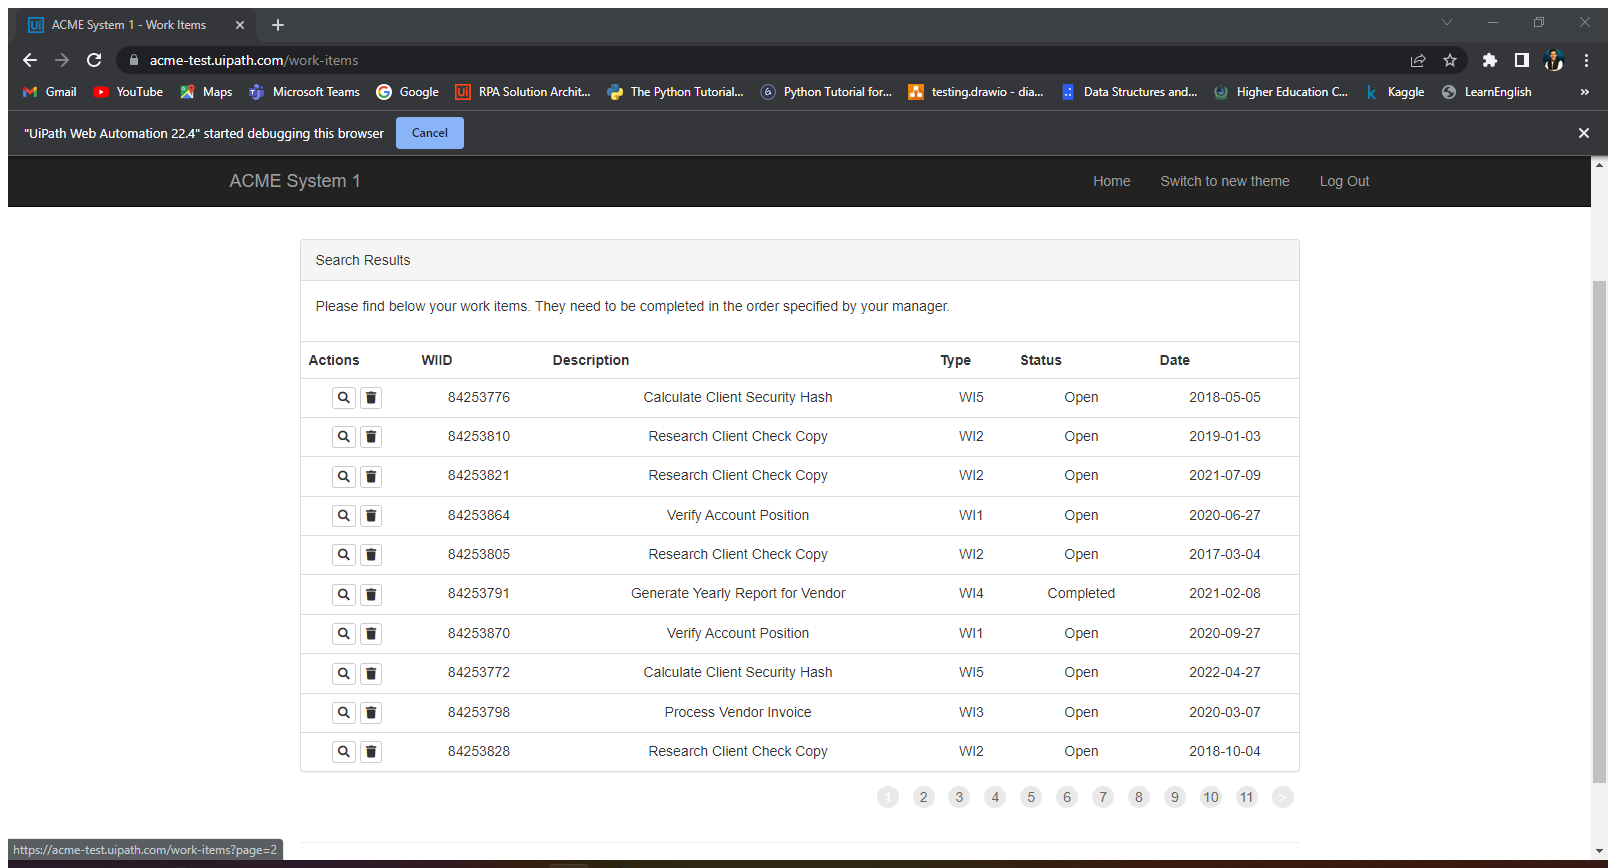 ACME System 1 - Work Items
acme-test.uipath.com/work-items
Gmail YouTube Maps Microsoft Teams Google RPA Solution Archit... The Python Tutorial... Python Tutorial for... testing.drawio - dia... Data Structures and... Higher Education C... Kaggle LearnEnglish »
"UiPath Web Automation 22.4" started debugging this browser Cancel
ACME System 1 Home Switch to new theme Log Out
Search Results
Please find below your work items. They need to be completed in the order specified by your manager.
Actions WIID Description Type Status Date
84253776 Calculate Client Security Hash WI5 Open 2018-05-05
84253810 Research Client Check Copy WI2 Open 2019-01-03
84253821 Research Client Check Copy WI2 Open 2021-07-09
84253864 Verify Account Position WI1 Open 2020-06-27
84253805 Research Client Check Copy WI2 Open 2017-03-04
84253791 Generate Yearly Report for Vendor WI4 Completed 2021-02-08
84253870 Verify Account Position WI1 Open 2020-09-27
84253772 Calculate Client Security Hash WI5 Open 2022-04-27
84253798 Process Vendor Invoice WI3 Open 2020-03-07
84253828 Research Client Check Copy WI2 Open 2018-10-04
1 2 3 4 5 6 7 8 9 10 11 >
https://acme-test.uipath.com/work-items?page=2